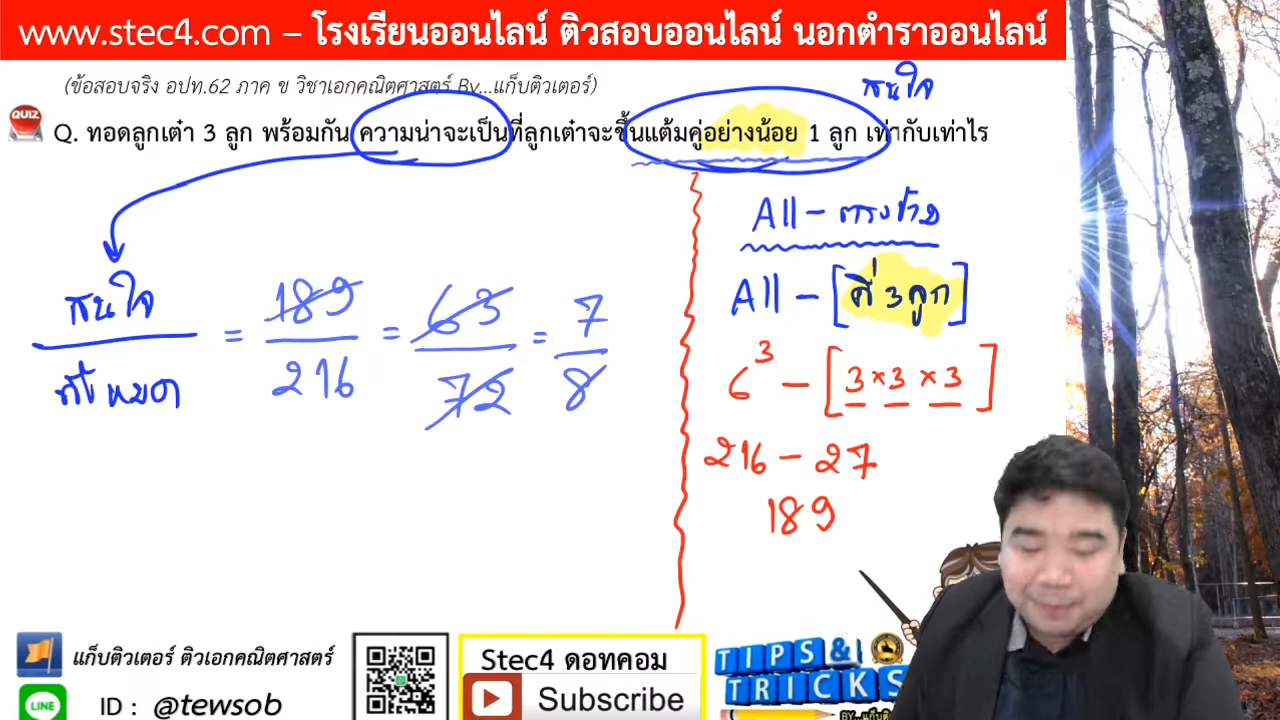 www.stec4.com – โรงเรียนออนไลน์ ติวสอบออนไลน์ นอกตำราออนไลน์
(ข้อสอบจริง อปท.62 ภาค ข วิชาเอกคณิตศาสตร์ By...แก็บติวเตอร์)
สนใจ
QUIZ
Q. ทอดลูกเต๋า 3 ลูก พร้อมกัน ความน่าจะเป็นที่ลูกเต๋าจะขึ้นแต้มคู่อย่างน้อย 1 ลูก เท่ากับเท่าไร
All - ตรงข้าม
All - [คี่ 3 ลูก]
สนใจ / ทั้งหมด = 189/216 = 63/72 = 7/8
6³ - [3 × 3 × 3]
216 - 27
189
แก็บติวเตอร์ ติวเอกคณิตศาสตร์
LINE
ID : @tewsob
Stec4 ดอทคอม
Subscribe
TIPS &
TRICKS